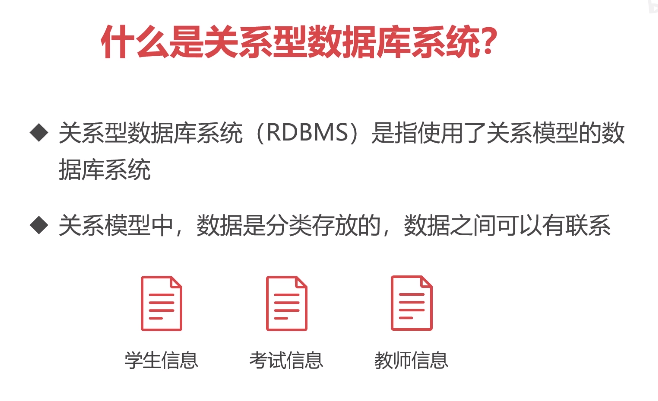 什么是关系型数据库系统?
◆ 关系型数据库系统（RDBMS）是指使用了关系模型的数
据库系统
◆ 关系模型中，数据是分类存放的，数据之间可以有联系
学生信息 考试信息 教师信息